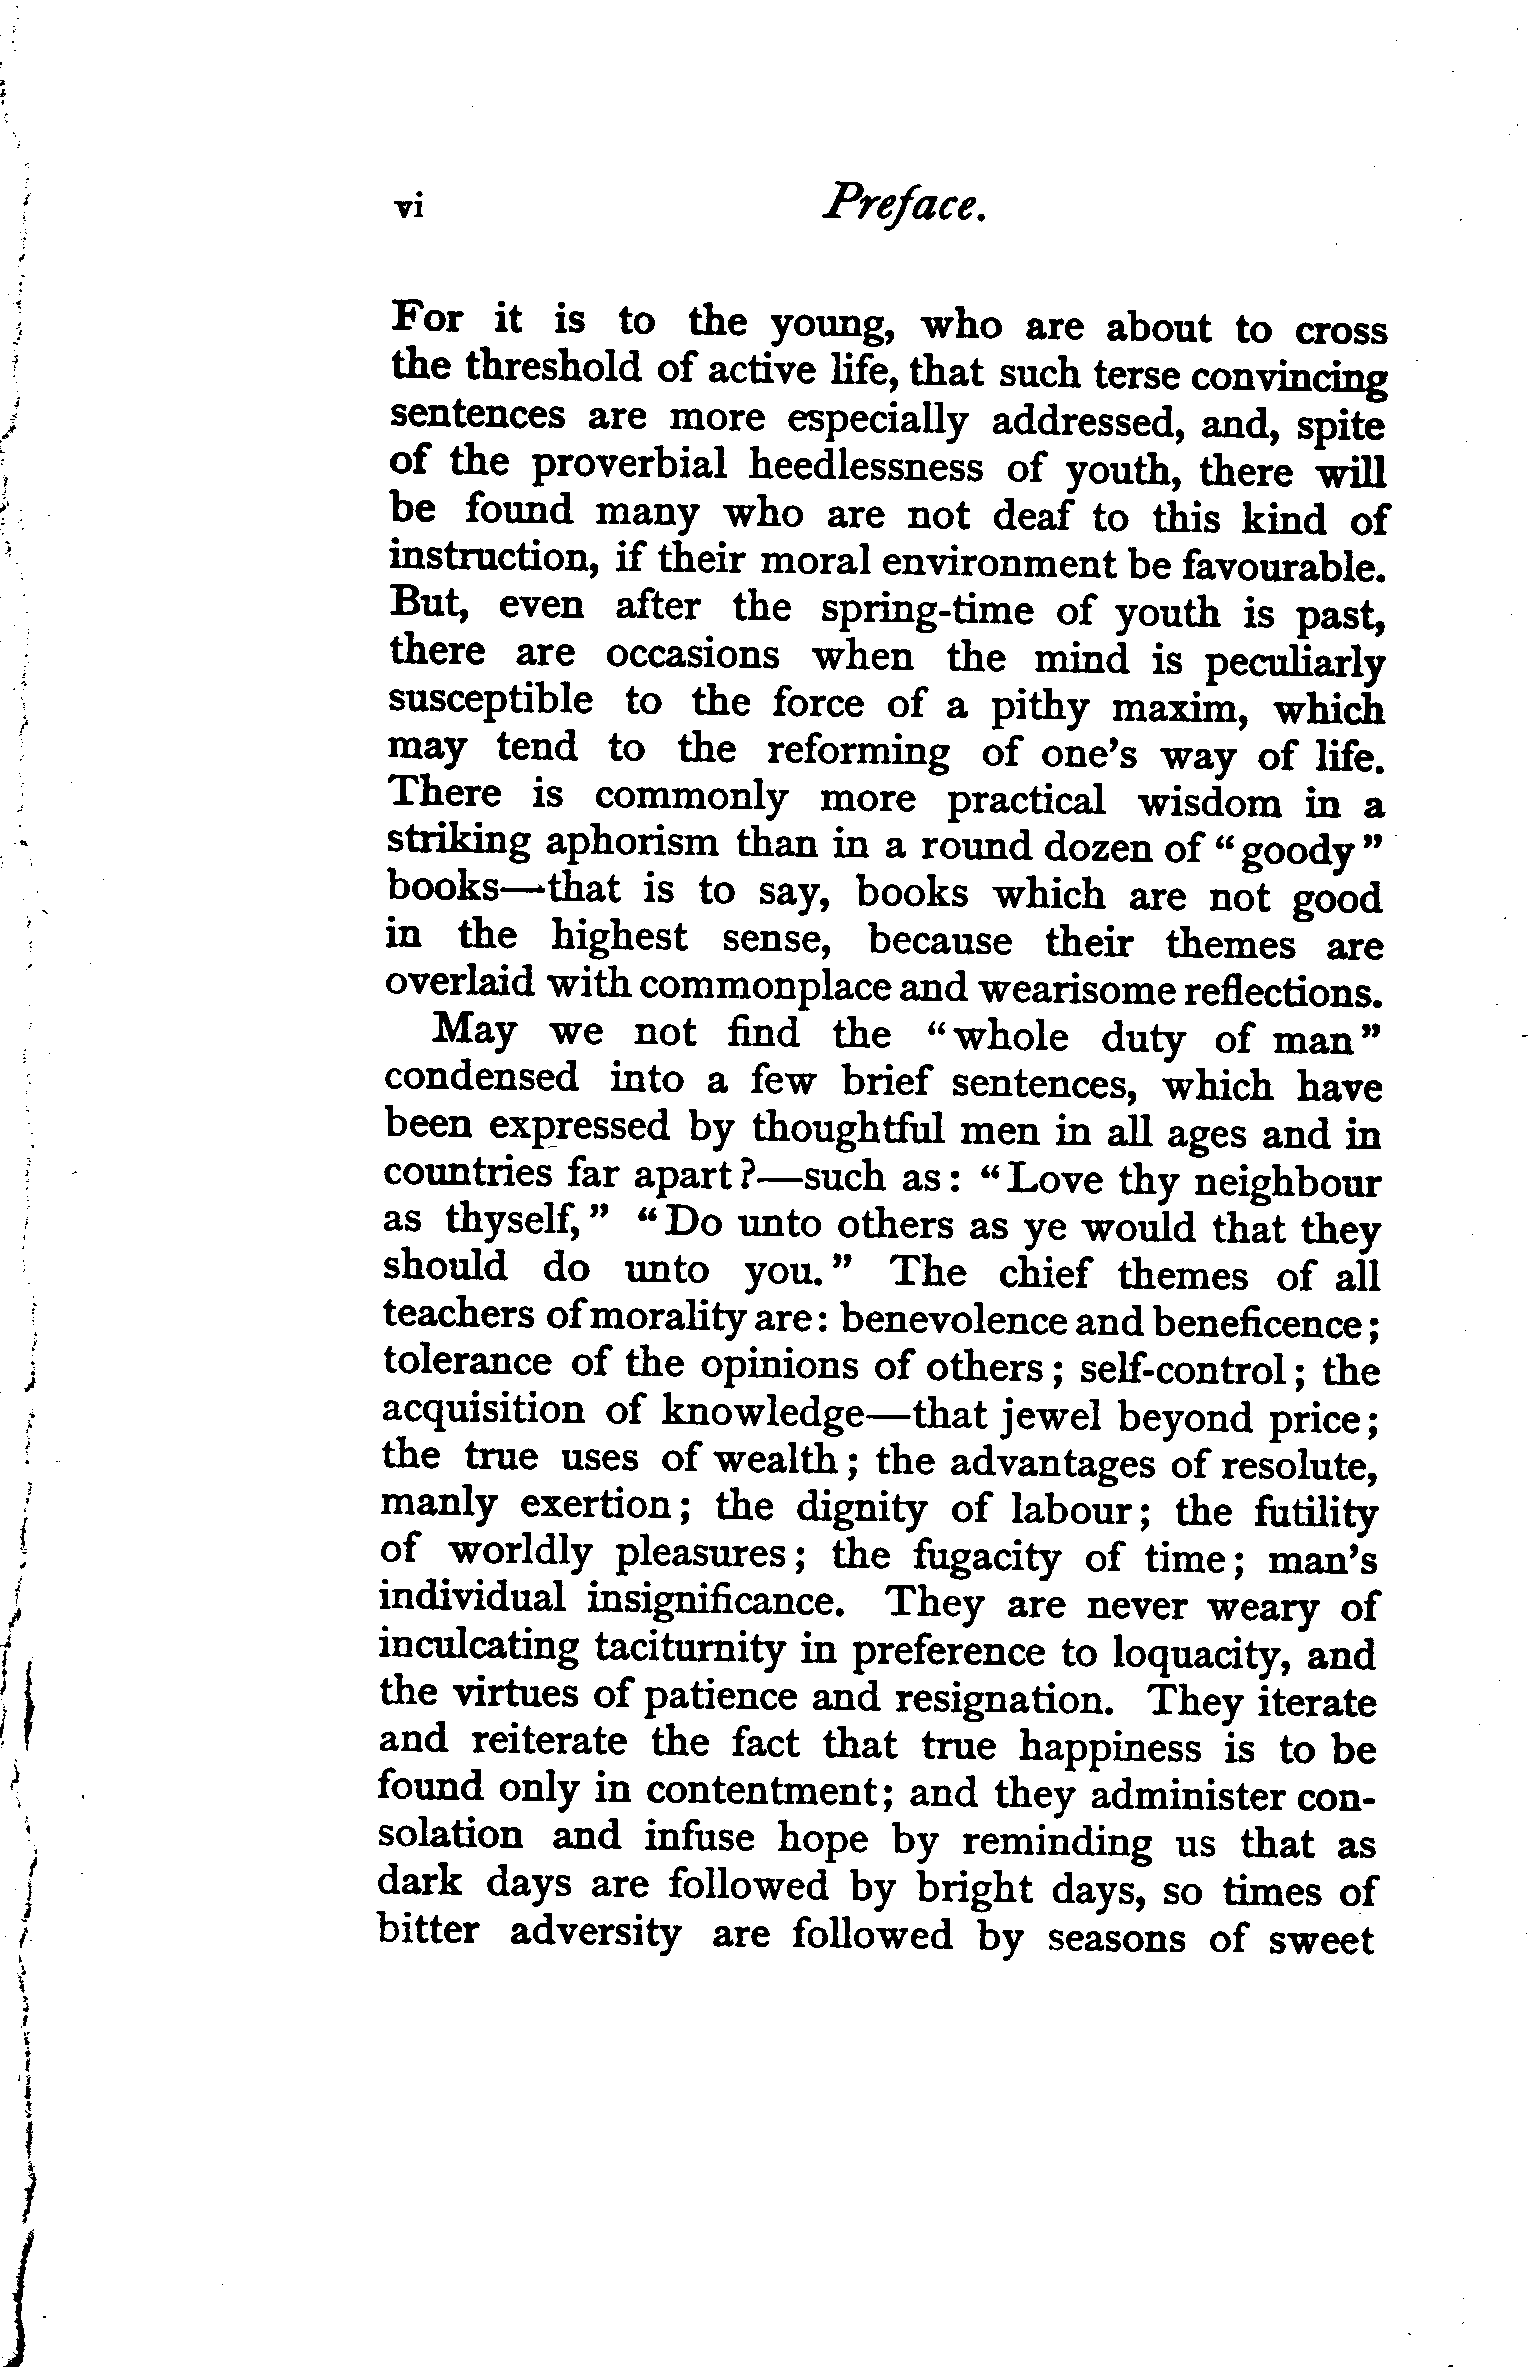 vi Preface.
For it is to the young, who are about to cross
the threshold of active life, that such terse convincing
sentences are more especially addressed, and, spite
of the proverbial heedlessness of youth, there will
be found many who are not deaf to this kind of
instruction, if their moral environment be favourable.
But, even after the spring-time of youth is past,
there are occasions when the mind is peculiarly
susceptible to the force of a pithy maxim, which
may tend to the reforming of one's way of life.
There is commonly more practical wisdom in a
striking aphorism than in a round dozen of "goody"
books—that is to say, books which are not good
in the highest sense, because their themes are
overlaid with commonplace and wearisome reflections.
May we not find the "whole duty of man"
condensed into a few brief sentences, which have
been expressed by thoughtful men in all ages and in
countries far apart?—such as: "Love thy neighbour
as thyself," "Do unto others as ye would that they
should do unto you." The chief themes of all
teachers of morality are: benevolence and beneficence;
tolerance of the opinions of others; self-control; the
acquisition of knowledge—that jewel beyond price;
the true uses of wealth; the advantages of resolute,
manly exertion; the dignity of labour; the futility
of worldly pleasures; the fugacity of time; man's
individual insignificance. They are never weary of
inculcating taciturnity in preference to loquacity, and
the virtues of patience and resignation. They iterate
and reiterate the fact that true happiness is to be
found only in contentment; and they administer con-
solation and infuse hope by reminding us that as
dark days are followed by bright days, so times of
bitter adversity are followed by seasons of sweet